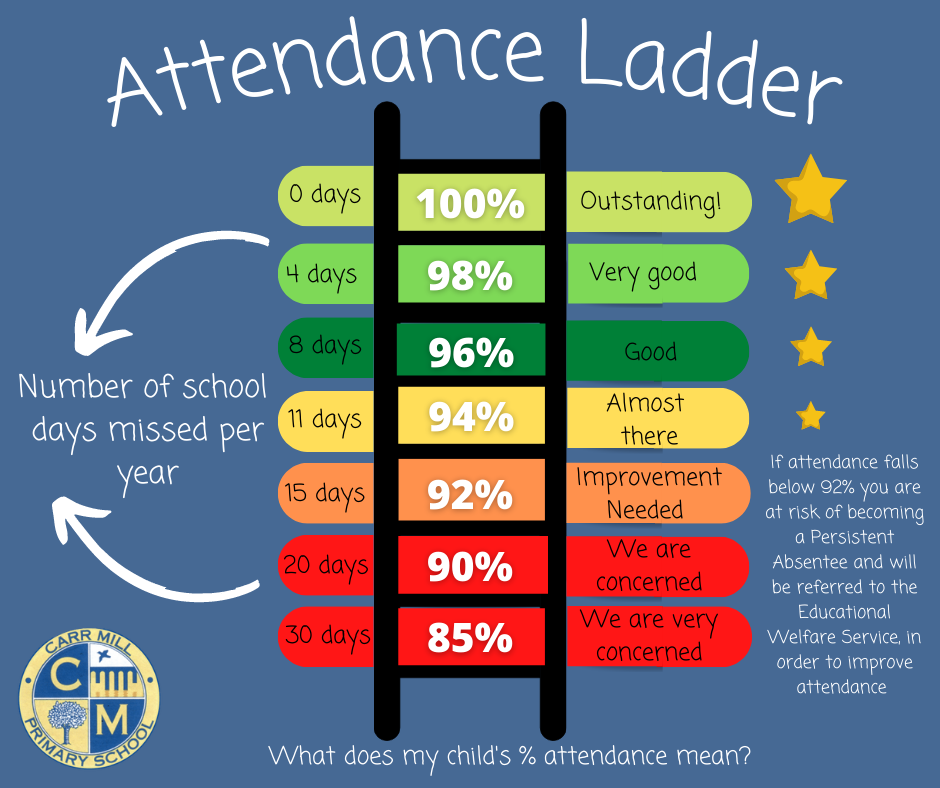 Attendance Ladder
0 days 100% Outstanding!
4 days 98% Very good
8 days 96% Good
11 days 94% Almost
there
15 days 92% Improvement
Needed
20 days 90% We are
concerned
30 days 85% We are very
concerned
Number of school
days missed per
year
If attendance falls
below 92% you are
at risk of becoming
a Persistent
Absentee and will
be referred to the
Educational
Welfare Service, in
order to improve
attendance
CARR MILL
C
M
PRIMARY SCHOOL
What does my child's % attendance mean?